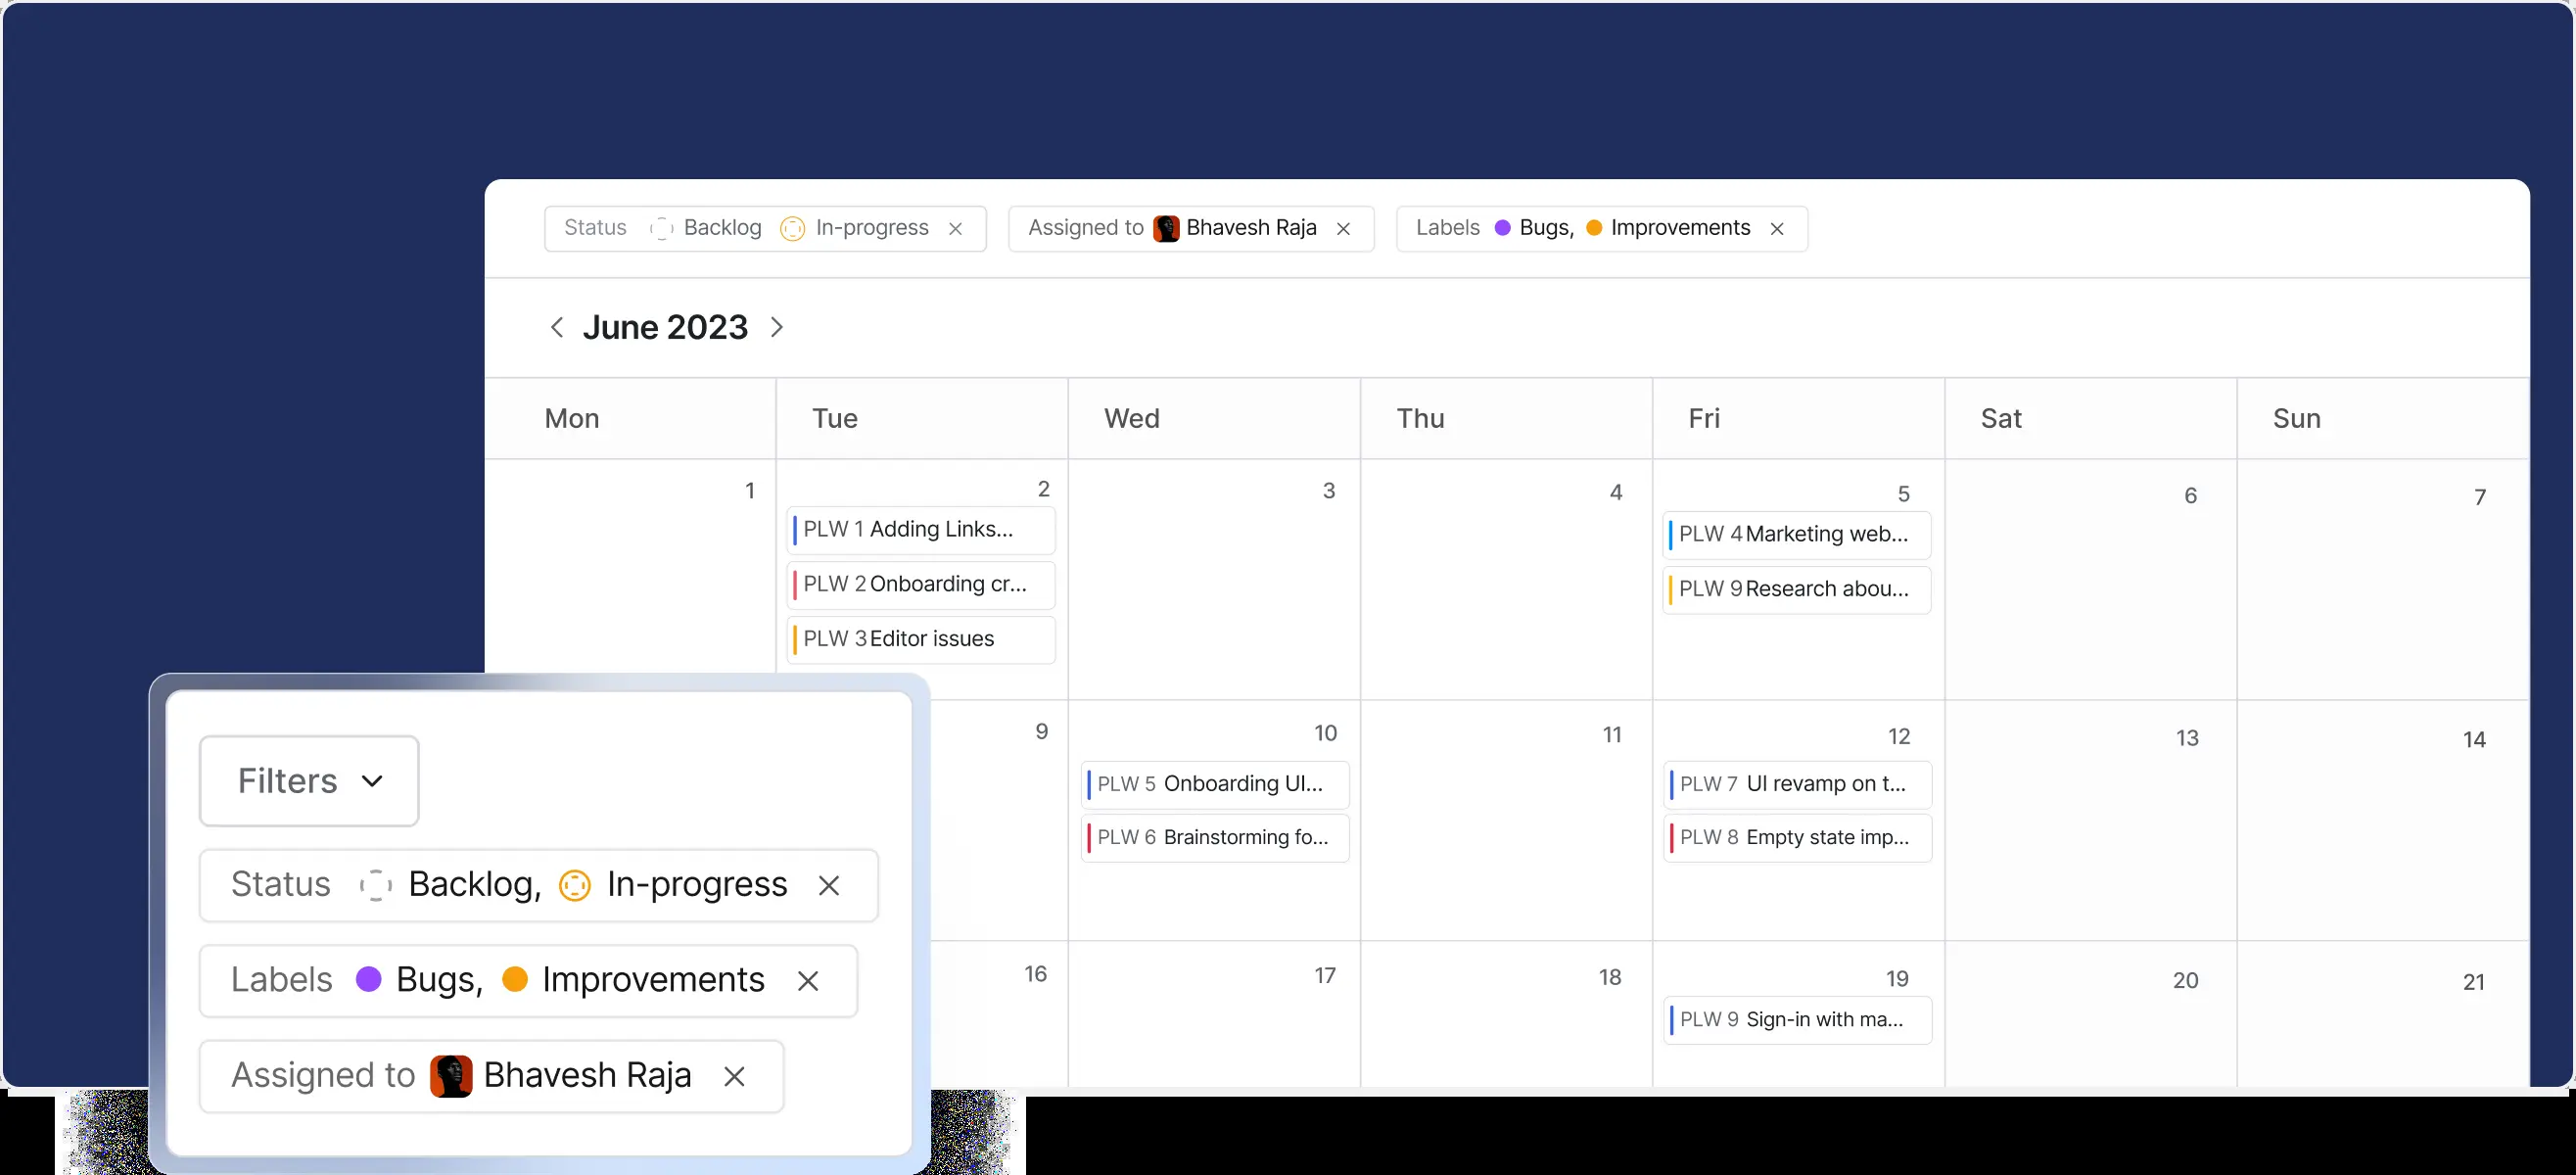 Status Backlog In-progress Assigned to Bhavesh Raja Labels Bugs, Improvements
June 2023
Mon Tue Wed Thu Fri Sat Sun
1 2 3 4 5 6 7
PLW 1 Adding Links... PLW 4 Marketing web...
PLW 2 Onboarding cr... PLW 9 Research abou...
PLW 3 Editor issues
9 10 11 12 13 14
PLW 5 Onboarding UI... PLW 7 UI revamp on t...
PLW 6 Brainstorming fo... PLW 8 Empty state imp...
16 17 18 19 20 21
PLW 9 Sign-in with ma...
Filters
Status Backlog, In-progress
Labels Bugs, Improvements
Assigned to Bhavesh Raja